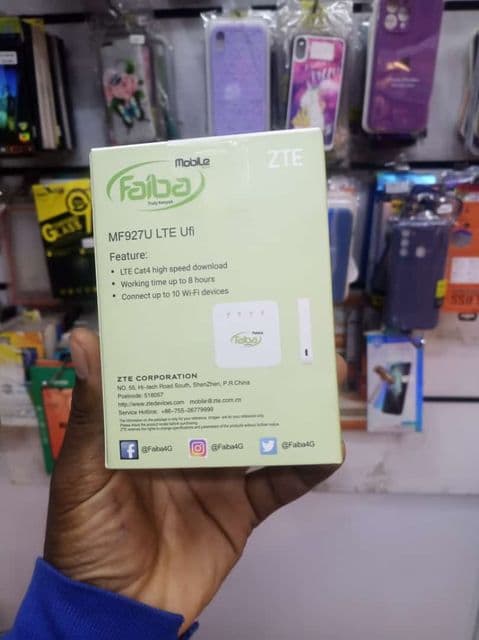 Mobile
Faiba
Truly Kenyan
ZTE
MF927U LTE Ufi
Feature:
• LTE Cat4 high speed download
• Working time up to 8 hours
• Connect up to 10 Wi-Fi devices
Faiba
ZTE CORPORATION
NO. 55, Hi-tech Road South, ShenZhen, P.R.China
Postcode: 518057
http://www.ztedevices.com mobile@zte.com.cn
Service Hotline: +86-755-26779999
@Faiba4G
@Faiba4G
@Faiba4G